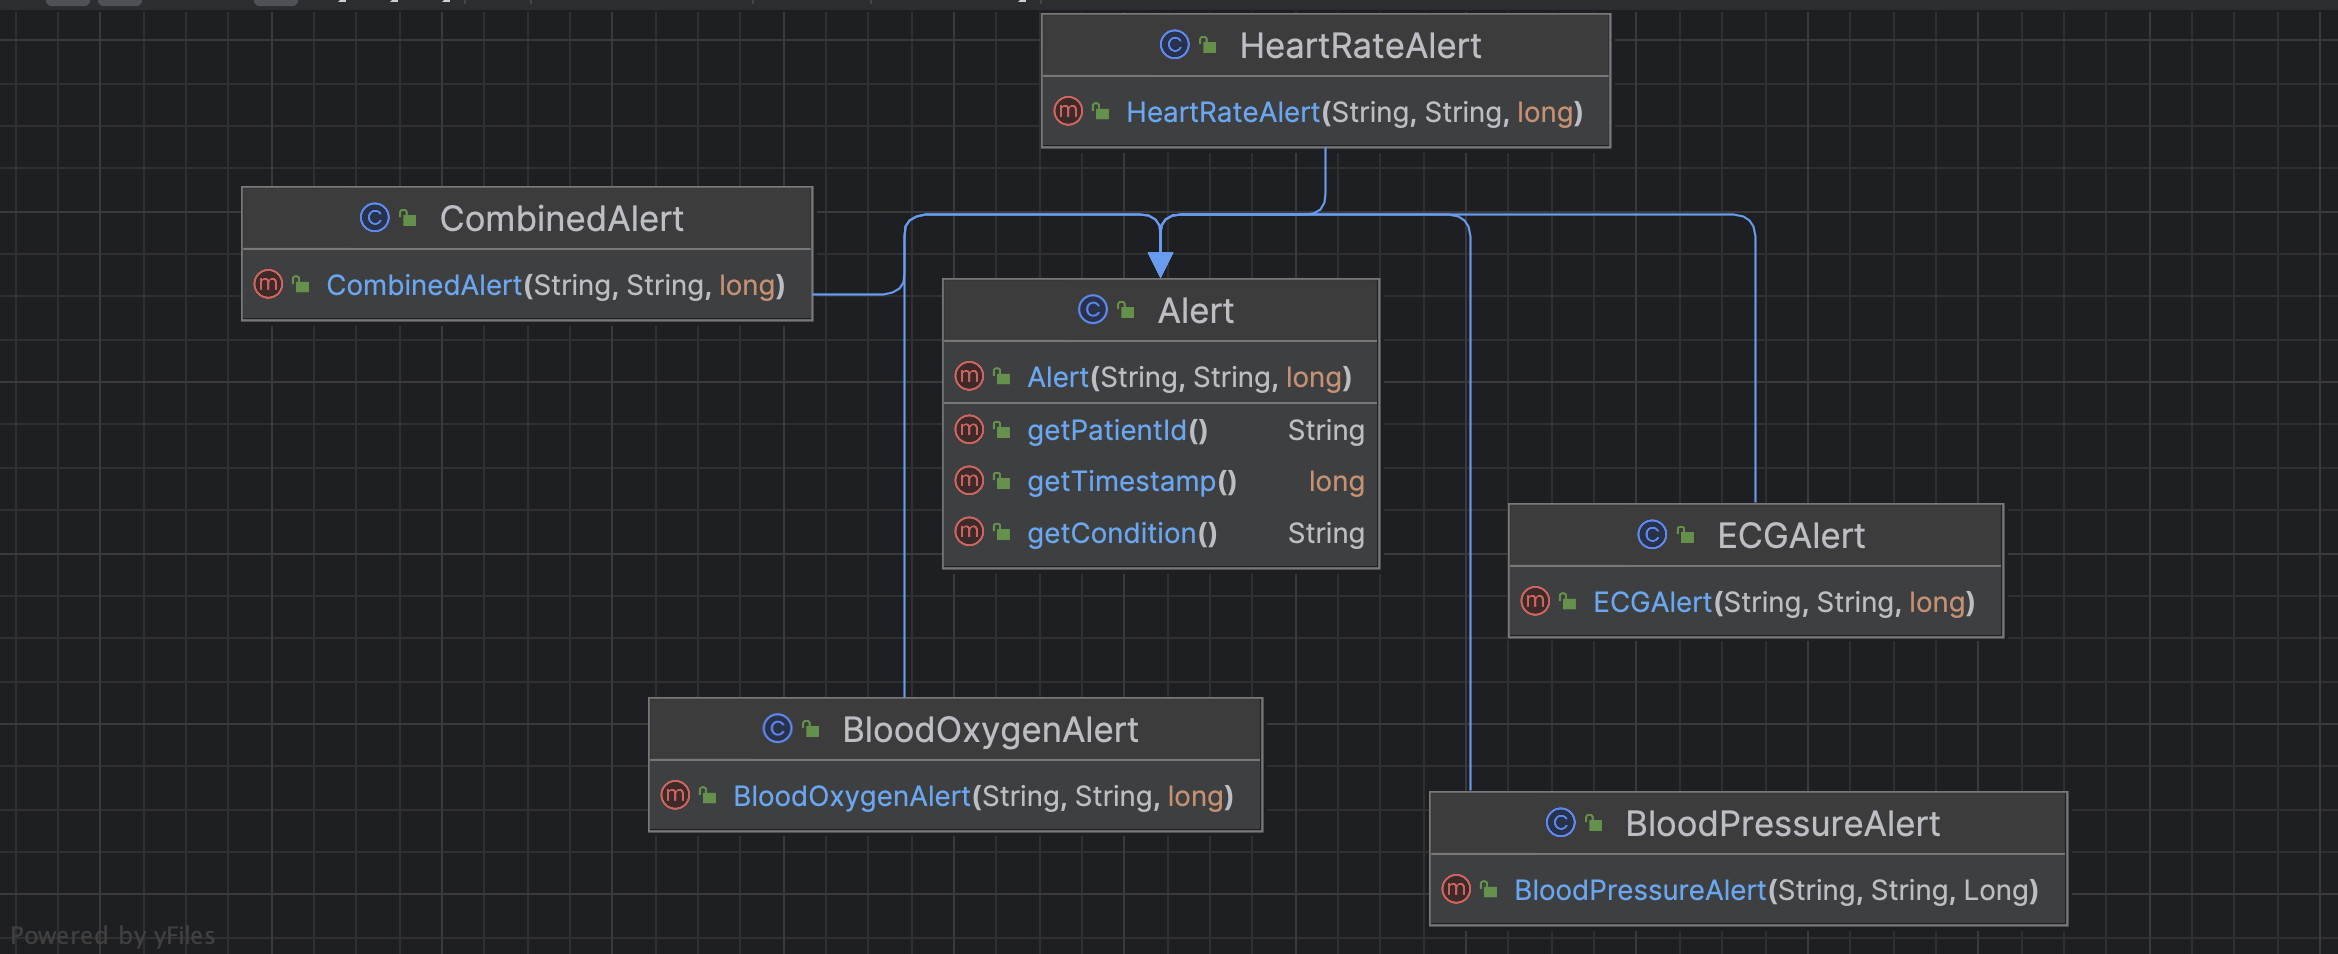 HeartRateAlert
HeartRateAlert(String, String, long)
CombinedAlert
CombinedAlert(String, String, long)
Alert
Alert(String, String, long)
getPatientId() String
getTimestamp() long
getCondition() String
ECGAlert
ECGAlert(String, String, long)
BloodOxygenAlert
BloodOxygenAlert(String, String, long)
BloodPressureAlert
BloodPressureAlert(String, String, Long)
Powered by yFiles